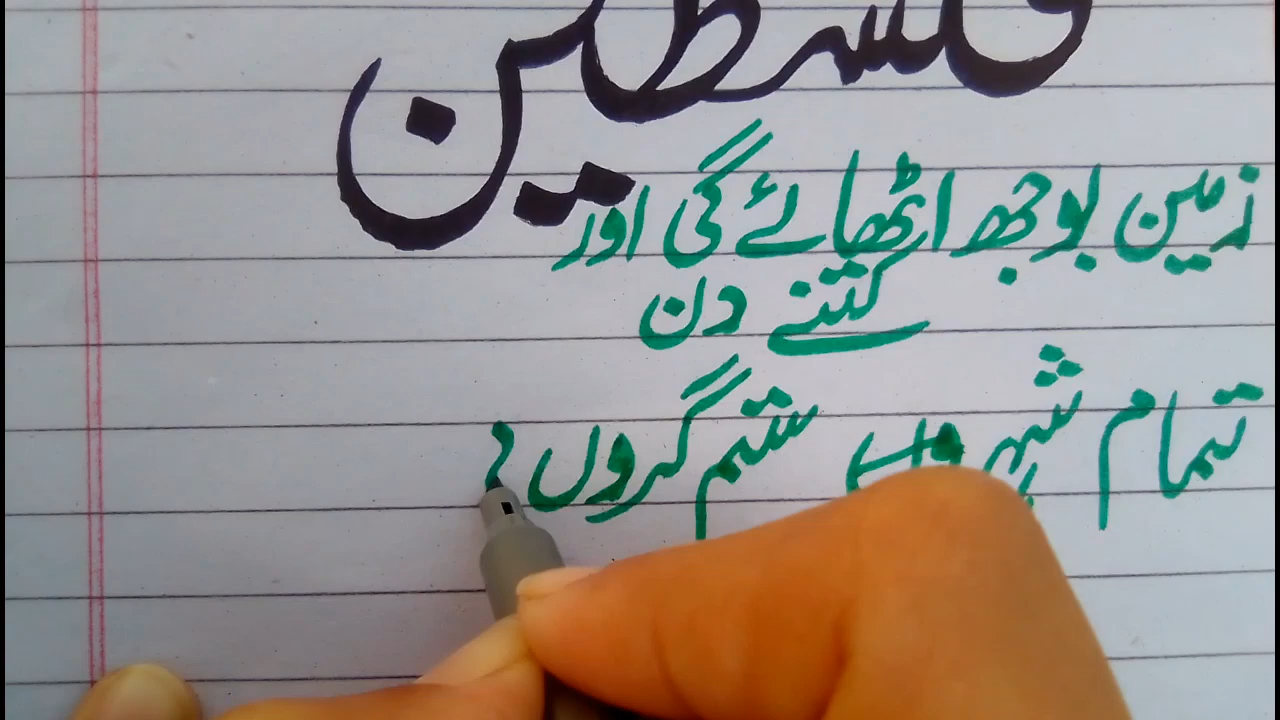 فلسطین
زمین بوجھ اٹھائے گی اور
کتنے دن
تمام شہر ستم گروں